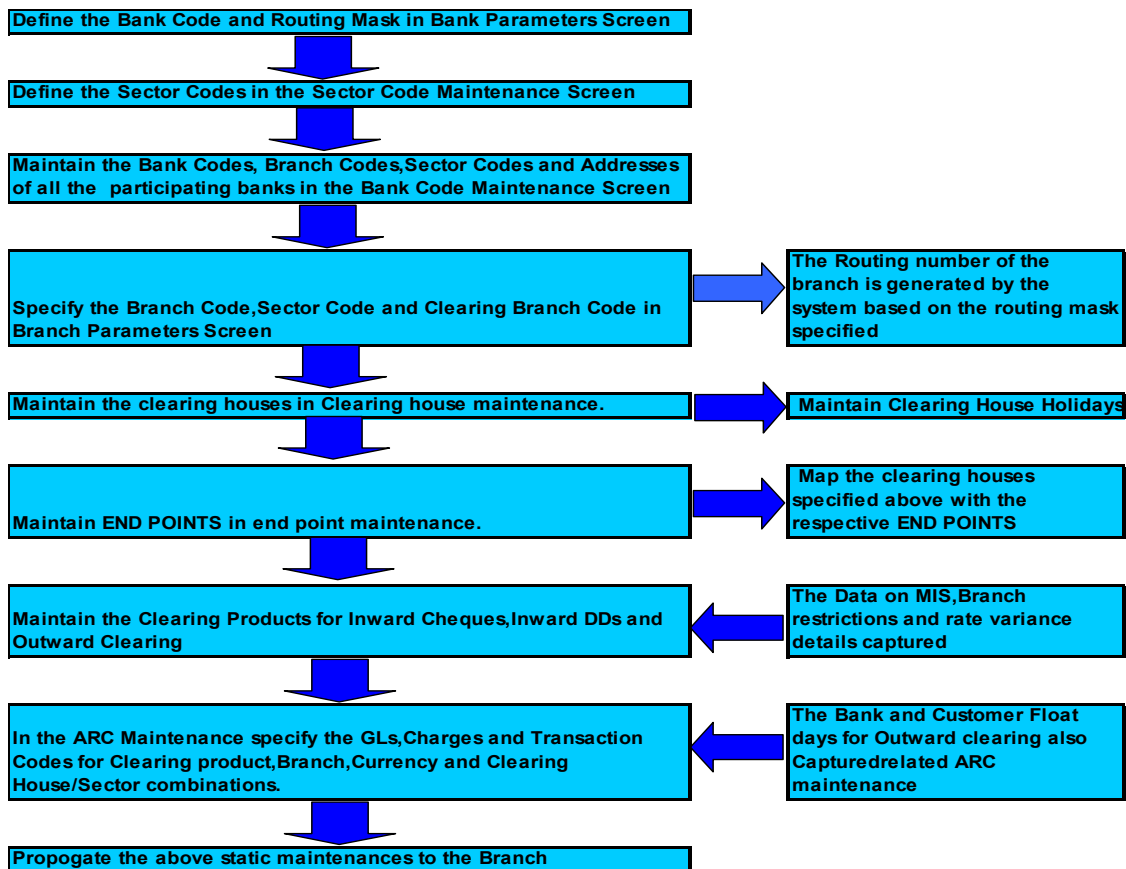 Define the Bank Code and Routing Mask in Bank Parameters Screen
Define the Sector Codes in the Sector Code Maintenance Screen
Maintain the Bank Codes, Branch Codes,Sector Codes and Addresses
of all the participating banks in the Bank Code Maintenance Screen
Specify the Branch Code,Sector Code and Clearing Branch Code in
Branch Parameters Screen
The Routing number of the
branch is generated by the
system based on the routing mask
specified
Maintain the clearing houses in Clearing house maintenance.
Maintain Clearing House Holidays
Maintain END POINTS in end point maintenance.
Map the clearing houses
specified above with the
respective END POINTS
Maintain the Clearing Products for Inward Cheques,Inward DDs and
Outward Clearing
The Data on MIS,Branch
restrictions and rate variance
details captured
In the ARC Maintenance specify the GLs,Charges and Transaction
Codes for Clearing product,Branch,Currency and Clearing
House/Sector combinations.
The Bank and Customer Float
days for Outward clearing also
Capturedrelated ARC
maintenance
Propogate the above static maintenances to the Branch